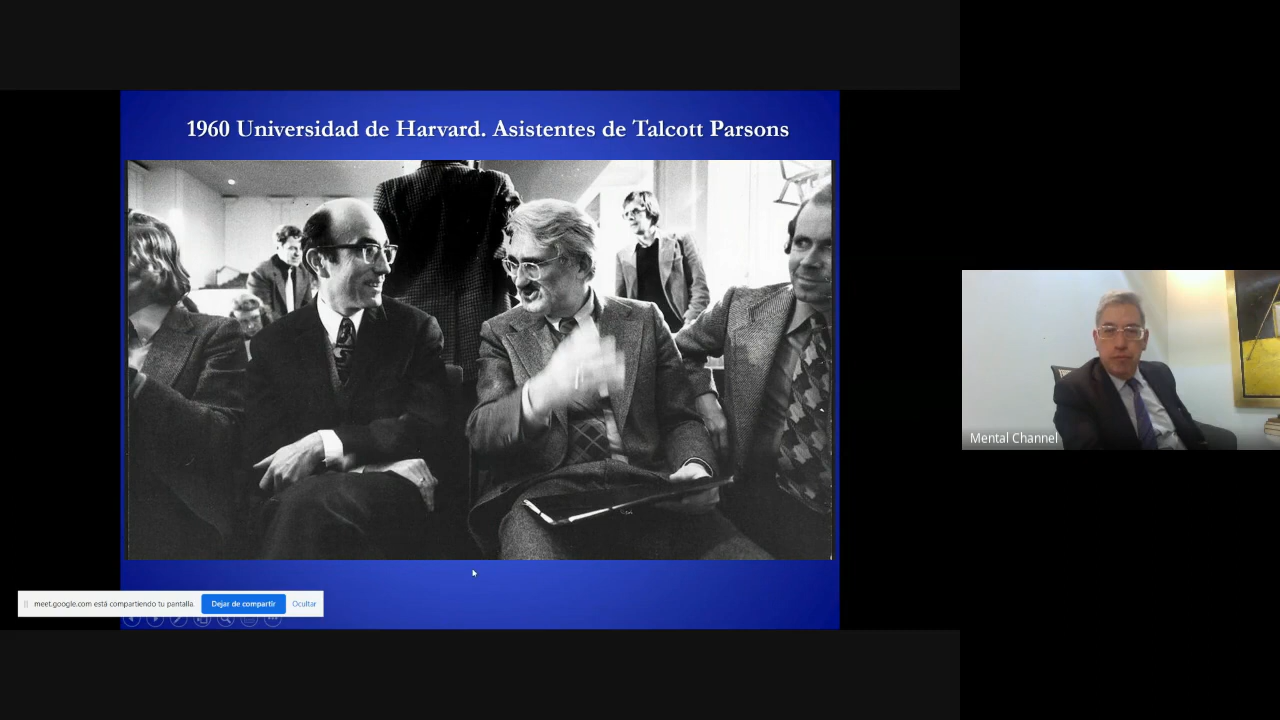 1960 Universidad de Harvard. Asistentes de Talcott Parsons
Mental Channel
meet.google.com está compartiendo tu pantalla.
Dejar de compartir
Ocultar